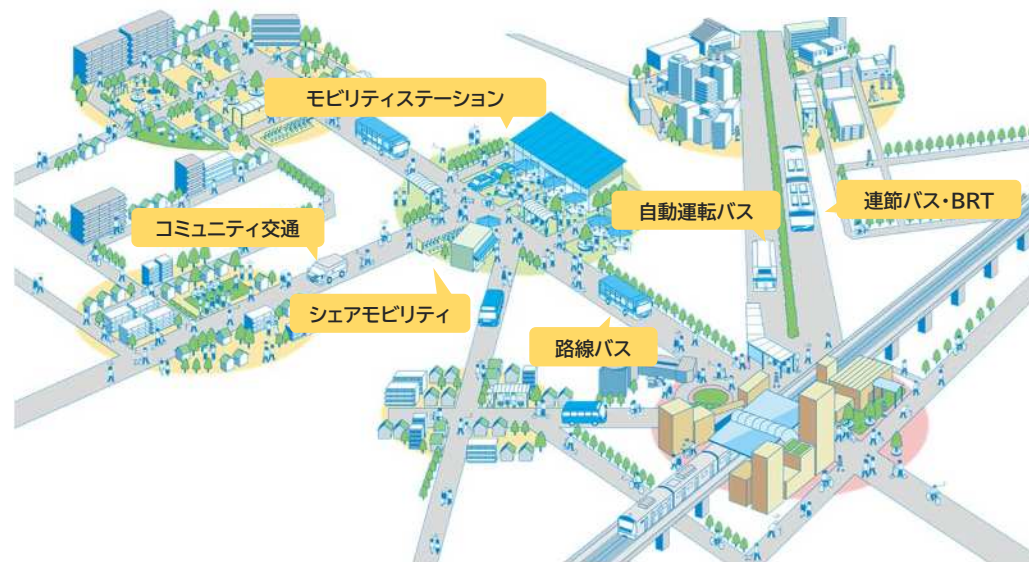 モビリティステーション
自動運転バス
連節バス・BRT
コミュニティ交通
シェアモビリティ
路線バス